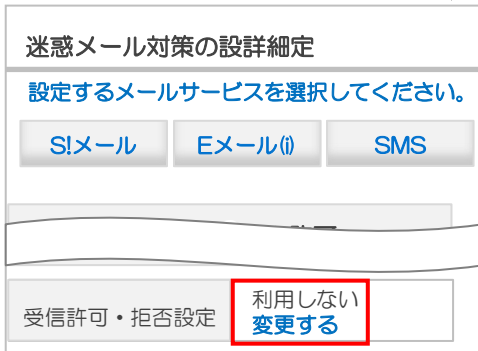 迷惑メール対策の設詳細定
設定するメールサービスを選択してください。
S!メール Eメール(i) SMS
受信許可・拒否設定 利用しない
変更する